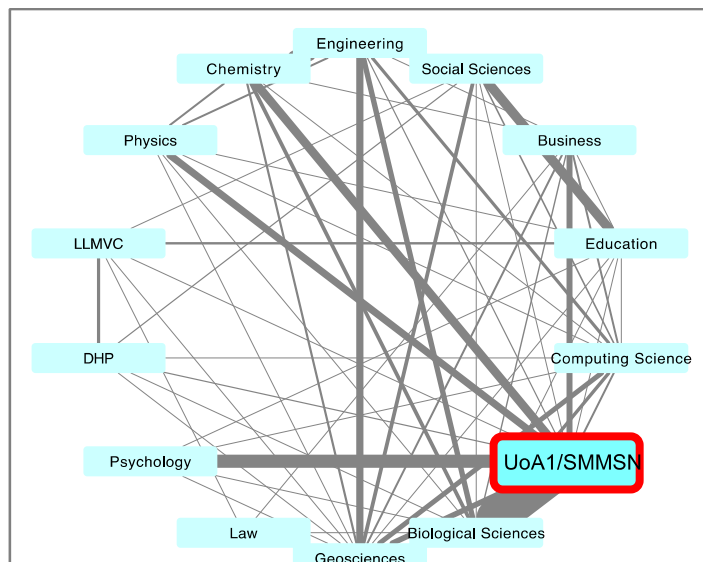 Engineering
Chemistry
Social Sciences
Physics
Business
LLMVC
Education
DHP
Computing Science
Psychology
UoA1/SMMSN
Law
Biological Sciences
Geosciences